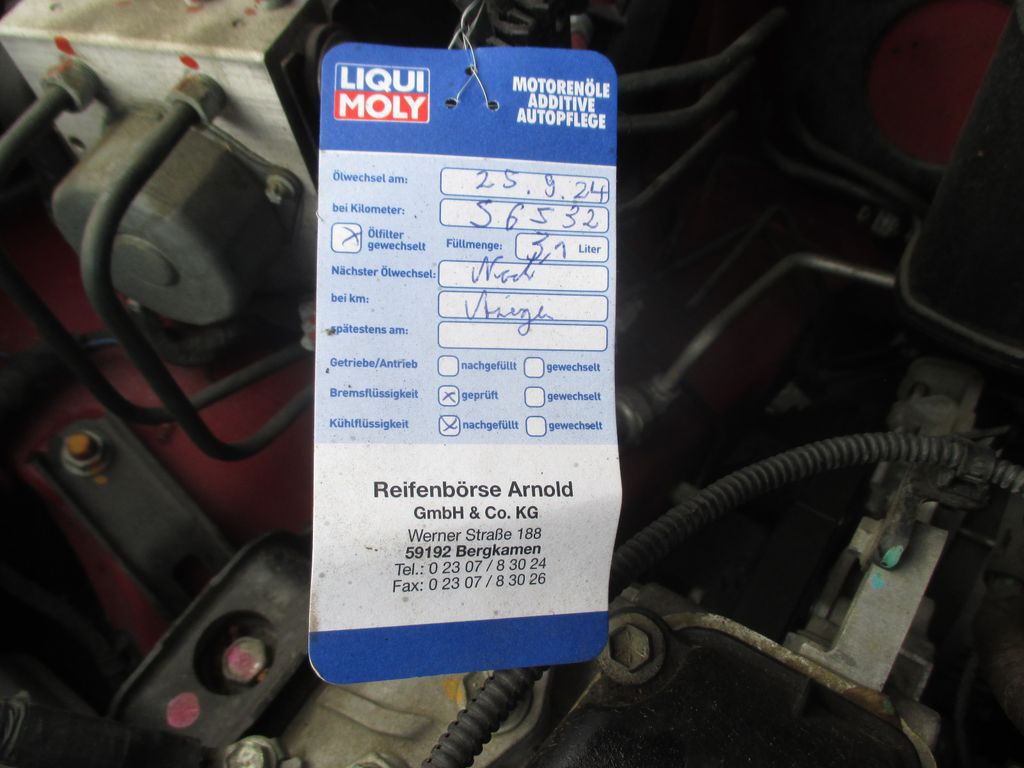 LIQUI
MOLY
MOTORENÖLE
ADDITIVE
AUTOPFLEGE
Ölwechsel am: 25.9.24
bei Kilometer: 56532
Ölfilter
gewechselt
Füllmenge: 3,1 Liter
Nächster Ölwechsel: Nach
bei km: Anzeige
spätestens am:
Getriebe/Antrieb nachgefüllt gewechselt
Bremsflüssigkeit geprüft gewechselt
Kühlflüssigkeit nachgefüllt gewechselt
Reifenbörse Arnold
GmbH & Co. KG
Werner Straße 188
59192 Bergkamen
Tel.: 0 23 07 / 8 30 24
Fax: 0 23 07 / 8 30 26